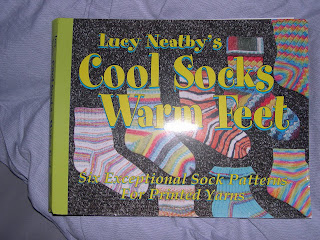 Lucy Neatby's
Cool Socks
Warm Feet
Six Exceptional Sock Patterns
For Printed Yarns